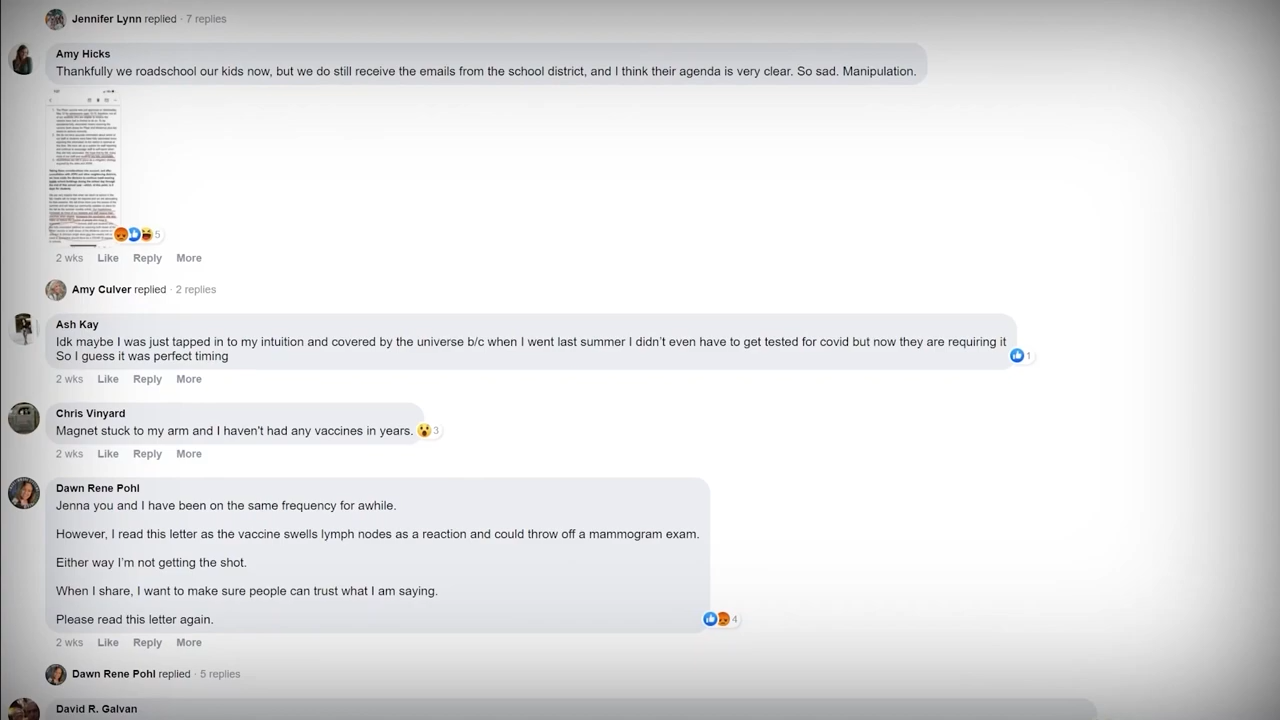 Jennifer Lynn replied · 7 replies
Amy Hicks
Thankfully we roadschool our kids now, but we do still receive the emails from the school district, and I think their agenda is very clear. So sad. Manipulation.
5
2 wks Like Reply More
Amy Culver replied · 2 replies
Ash Kay
Idk maybe I was just tapped in to my intuition and covered by the universe b/c when I went last summer I didn't even have to get tested for covid but now they are requiring it
So I guess it was perfect timing
1
2 wks Like Reply More
Chris Vinyard
Magnet stuck to my arm and I haven't had any vaccines in years.
3
2 wks Like Reply More
Dawn Rene Pohl
Jenna you and I have been on the same frequency for awhile.
However, I read this letter as the vaccine swells lymph nodes as a reaction and could throw off a mammogram exam.
Either way I'm not getting the shot.
When I share, I want to make sure people can trust what I am saying.
Please read this letter again.
4
2 wks Like Reply More
Dawn Rene Pohl replied · 5 replies
David R. Galvan